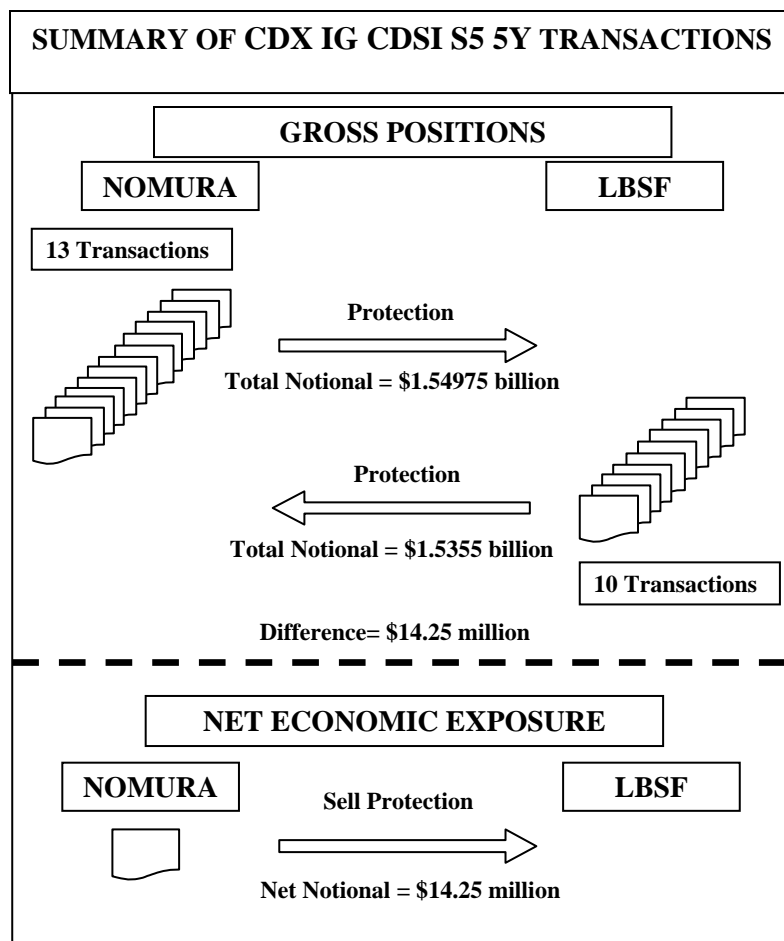 SUMMARY OF CDX IG CDSI S5 5Y TRANSACTIONS
GROSS POSITIONS
NOMURA
LBSF
13 Transactions
Protection
Total Notional = $1.54975 billion
Protection
Total Notional = $1.5355 billion
10 Transactions
Difference= $14.25 million
NET ECONOMIC EXPOSURE
NOMURA
LBSF
Sell Protection
Net Notional = $14.25 million